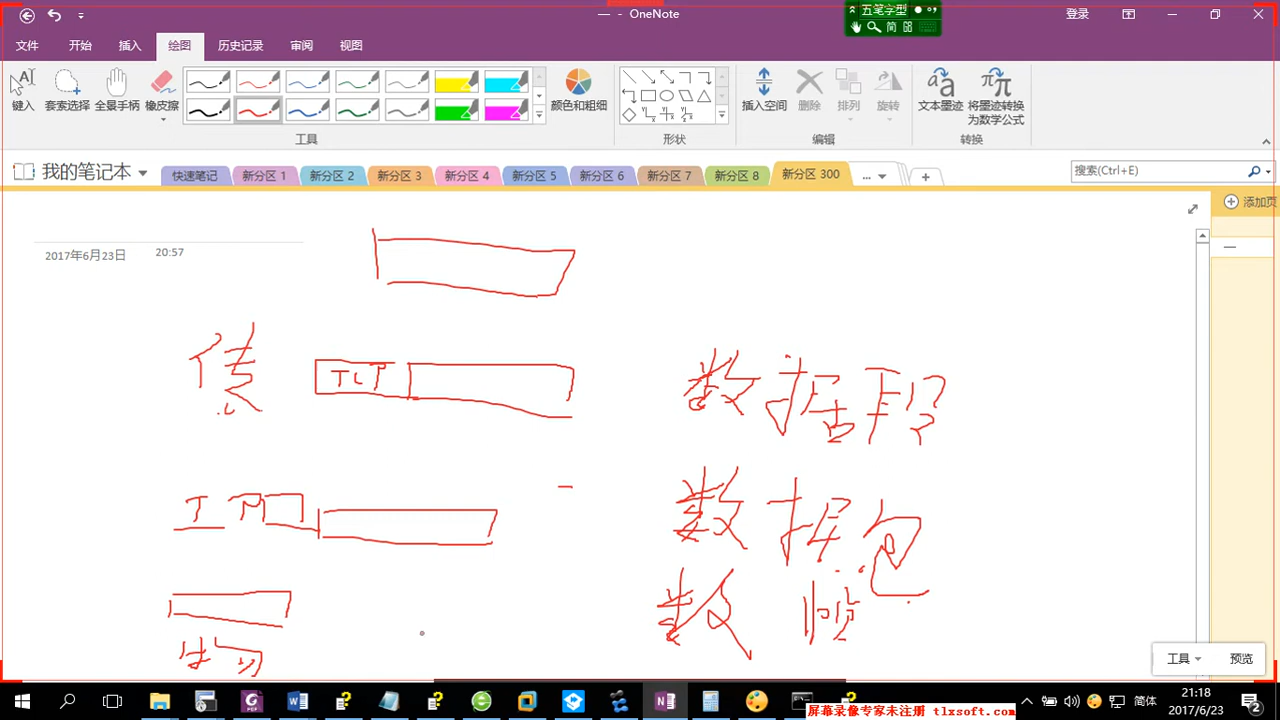 — OneNote
五笔字型
简
登录
文件 开始 插入 绘图 历史记录 审阅 视图
键入 套索选择 全景手柄 橡皮擦 颜色和粗细 插入空间 删除 排列 旋转 文本墨迹 将墨迹转换为数学公式
工具 形状 编辑 转换
我的笔记本 快速笔记 新分区 1 新分区 2 新分区 3 新分区 4 新分区 5 新分区 6 新分区 7 新分区 8 新分区 300 ... + 搜索(Ctrl+E)
添加页
2017年6月23日 20:57
传 TCP 数据段
数据包
数 帧
工具 预览
简体 21:18
2017/6/23
屏幕录像专家未注册 tlxsoft.com
2